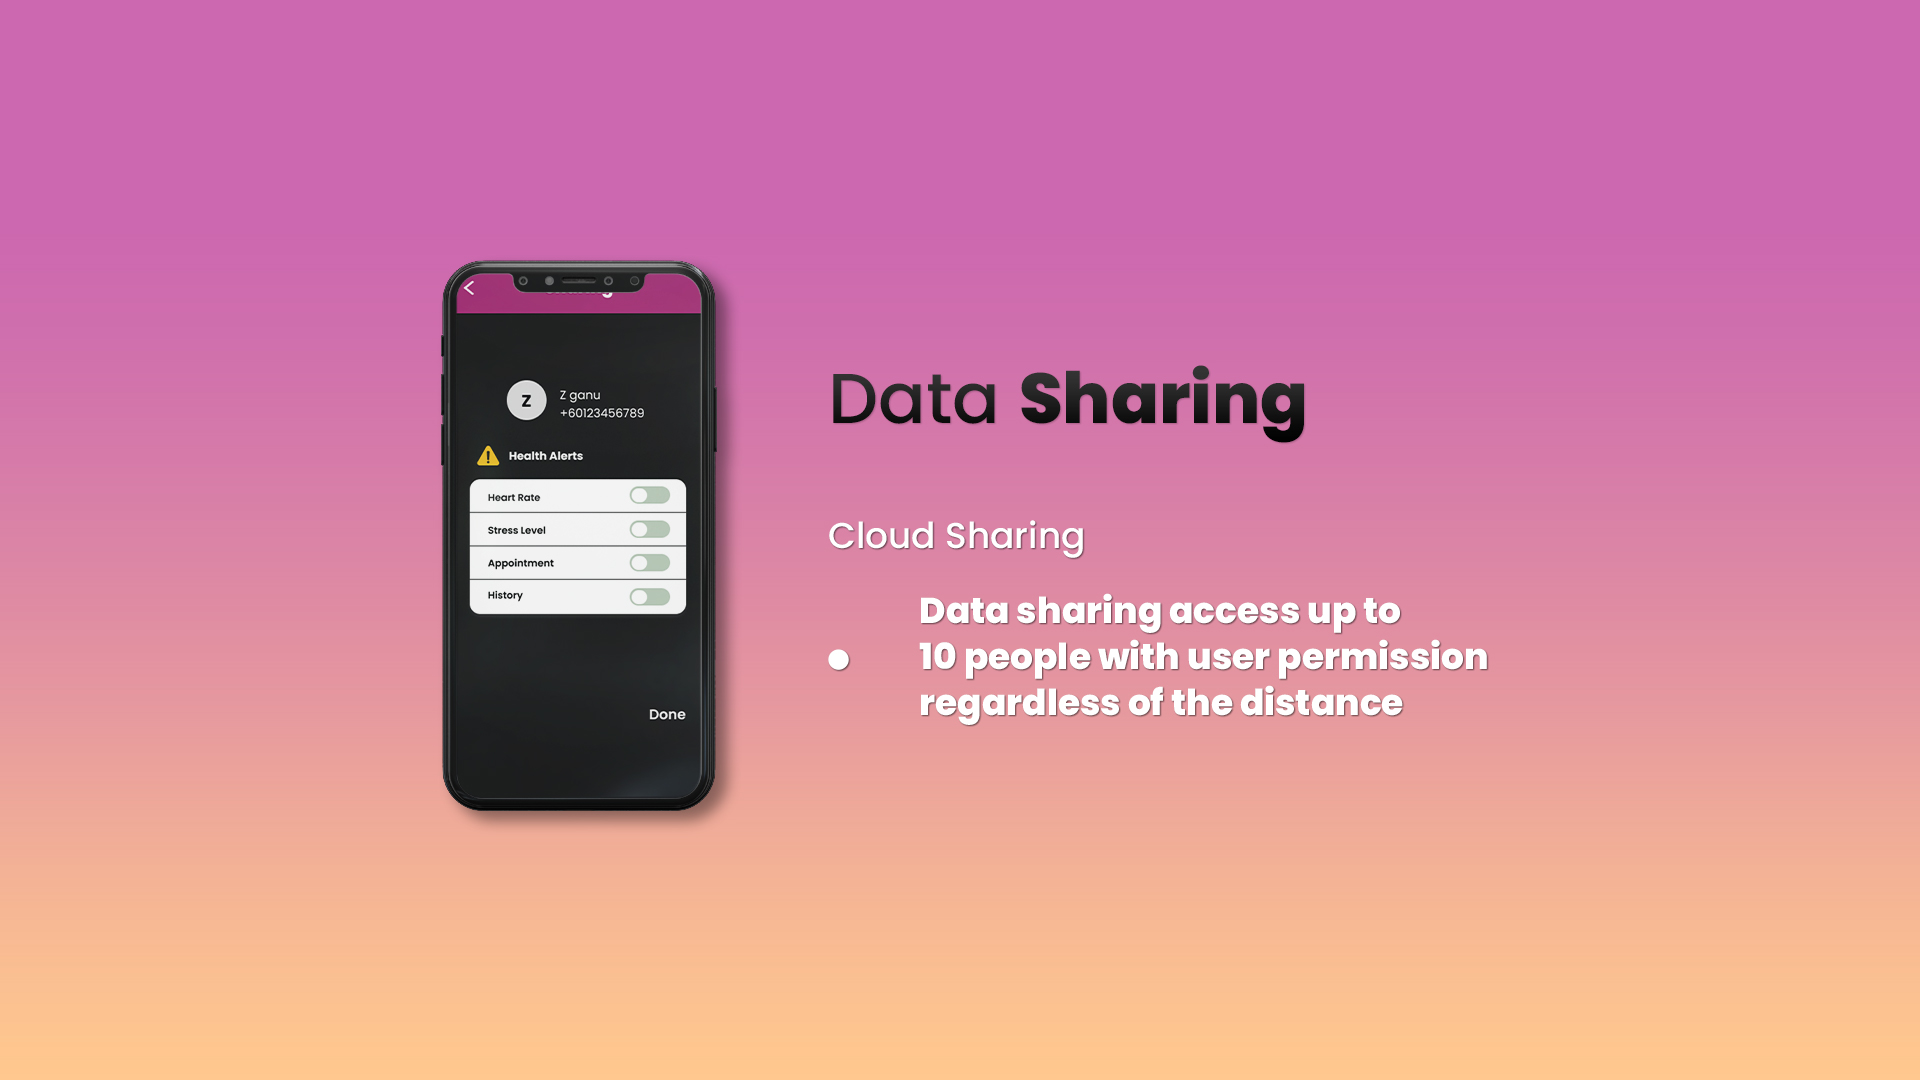 Z
Z ganu
+60123456789
Health Alerts
Heart Rate
Stress Level
Appointment
History
Done
Data Sharing
Cloud Sharing
Data sharing access up to
10 people with user permission
regardless of the distance